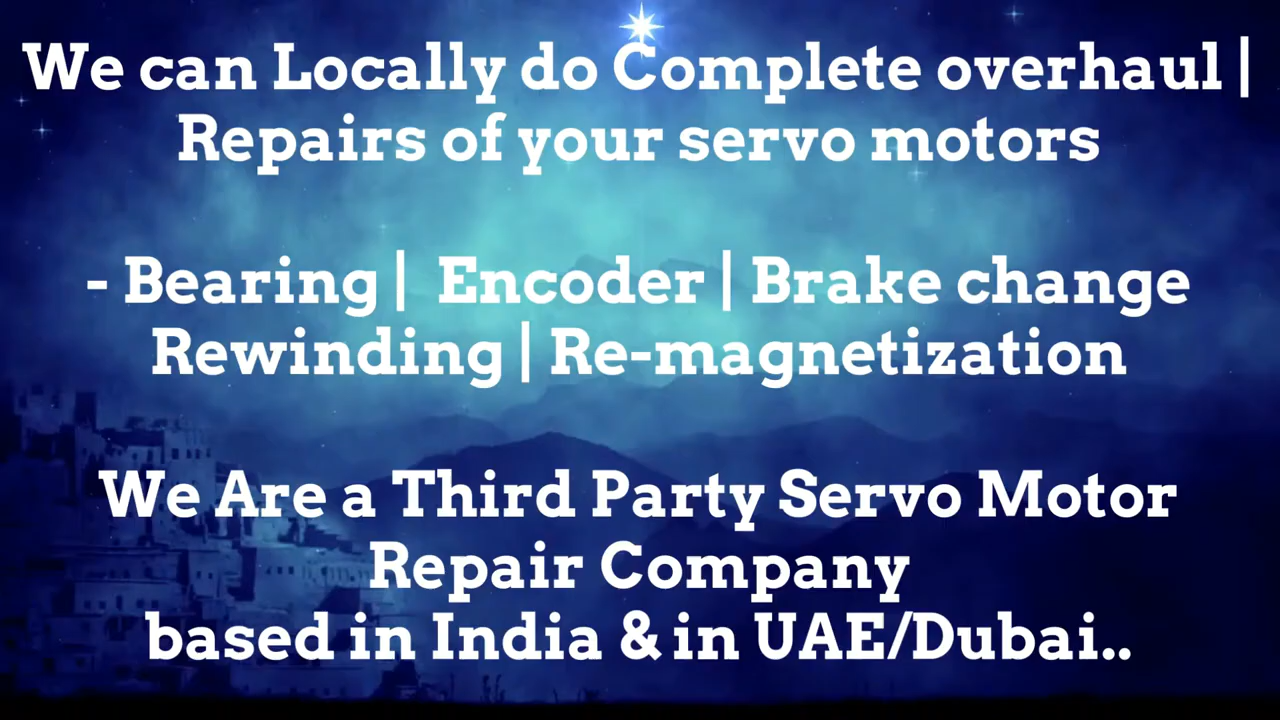 We can Locally do Complete overhaul |
Repairs of your servo motors
- Bearing | Encoder | Brake change
Rewinding | Re-magnetization
We Are a Third Party Servo Motor
Repair Company
based in India & in UAE/Dubai..